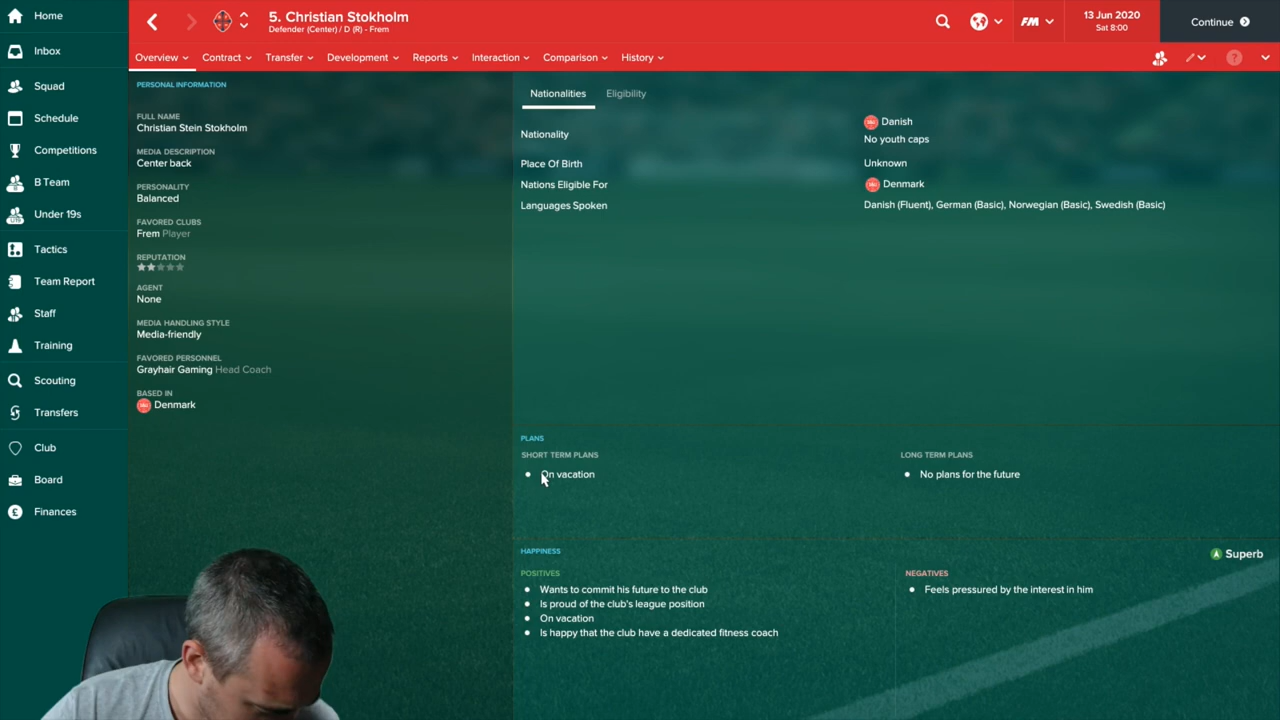 Home
Inbox
Squad
Schedule
Competitions
B Team
Under 19s
Tactics
Team Report
Staff
Training
Scouting
Transfers
Club
Board
Finances
5. Christian Stokholm
Defender (Center) / D (R) - Frem
FM
13 Jun 2020
Sat 8:00
Continue
Overview
Contract
Transfer
Development
Reports
Interaction
Comparison
History
PERSONAL INFORMATION
FULL NAME
Christian Stein Stokholm
MEDIA DESCRIPTION
Center back
PERSONALITY
Balanced
FAVORED CLUBS
Frem Player
REPUTATION
AGENT
None
MEDIA HANDLING STYLE
Media-friendly
FAVORED PERSONNEL
Grayhair Gaming Head Coach
BASED IN
Denmark
Nationalities Eligibility
Nationality
Danish
No youth caps
Place Of Birth Unknown
Nations Eligible For Denmark
Languages Spoken Danish (Fluent), German (Basic), Norwegian (Basic), Swedish (Basic)
PLANS
SHORT TERM PLANS
On vacation
LONG TERM PLANS
No plans for the future
HAPPINESS
Superb
POSITIVES
Wants to commit his future to the club
Is proud of the club's league position
On vacation
Is happy that the club have a dedicated fitness coach
NEGATIVES
Feels pressured by the interest in him